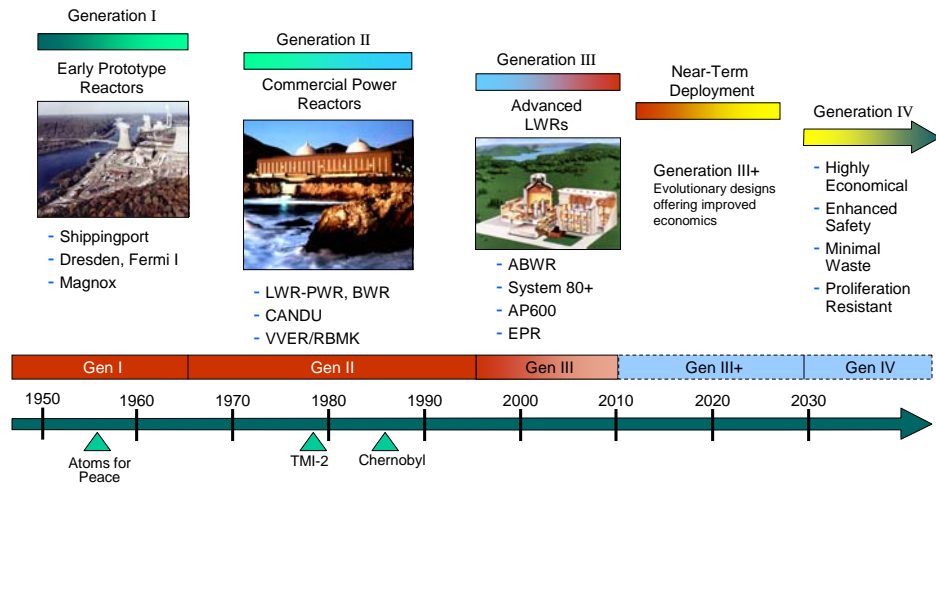 Generation I
Early Prototype
Reactors
- Shippingport
- Dresden, Fermi I
- Magnox
Generation II
Commercial Power
Reactors
- LWR-PWR, BWR
- CANDU
- VVER/RBMK
Generation III
Advanced
LWRs
- ABWR
- System 80+
- AP600
- EPR
Near-Term
Deployment
Generation III+
Evolutionary designs
offering improved
economics
Generation IV
- Highly
Economical
- Enhanced
Safety
- Minimal
Waste
- Proliferation
Resistant
Gen I
Gen II
Gen III
Gen III+
Gen IV
1950
1960
1970
1980
1990
2000
2010
2020
2030
Atoms for
Peace
TMI-2
Chernobyl